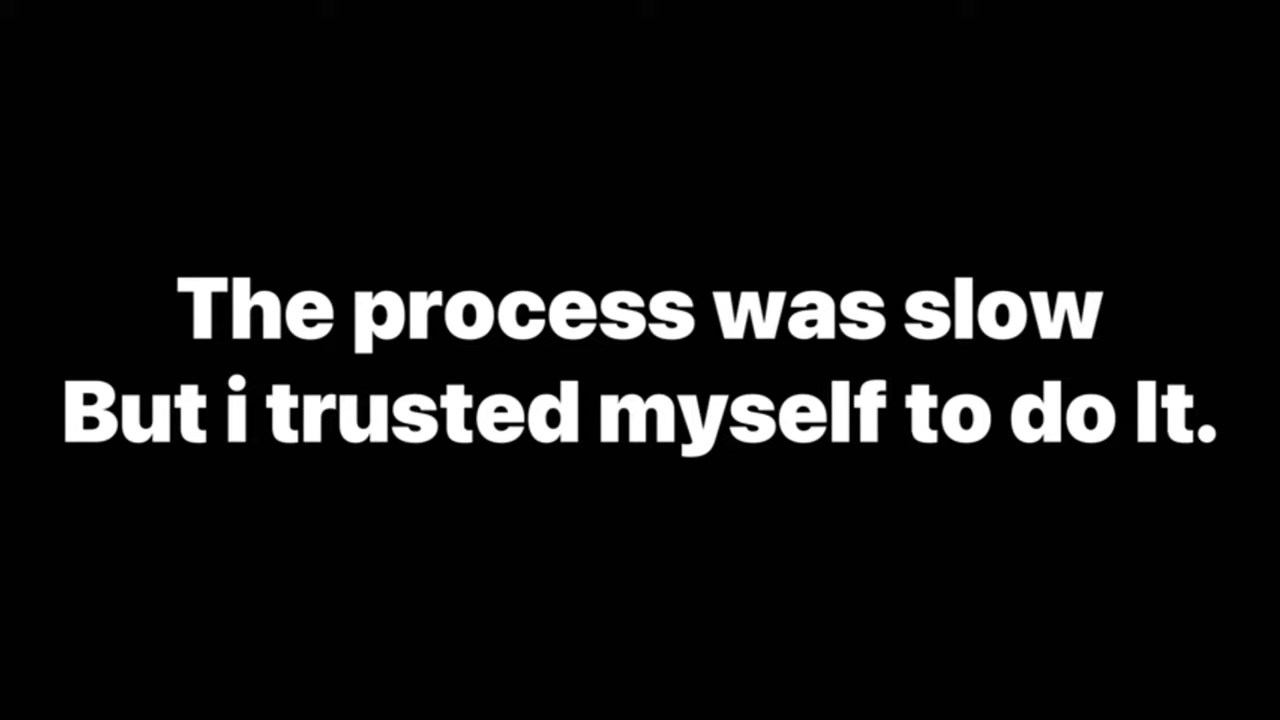 The process was slow
But i trusted myself to do It.